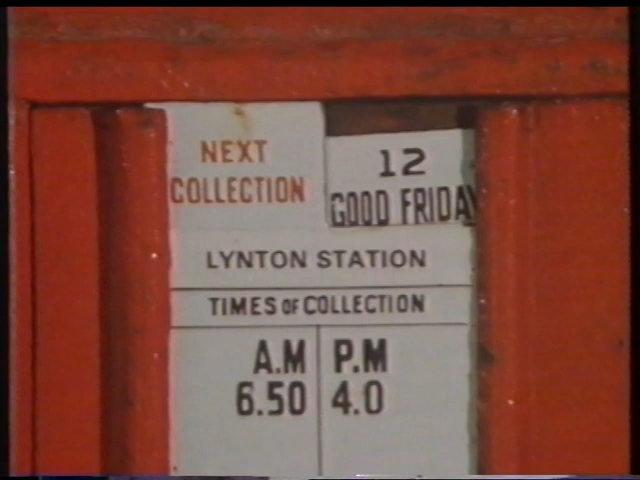 NEXT
COLLECTION
12
GOOD FRIDAY
LYNTON STATION
TIMES OF COLLECTION
A.M P.M
6.50 4.0